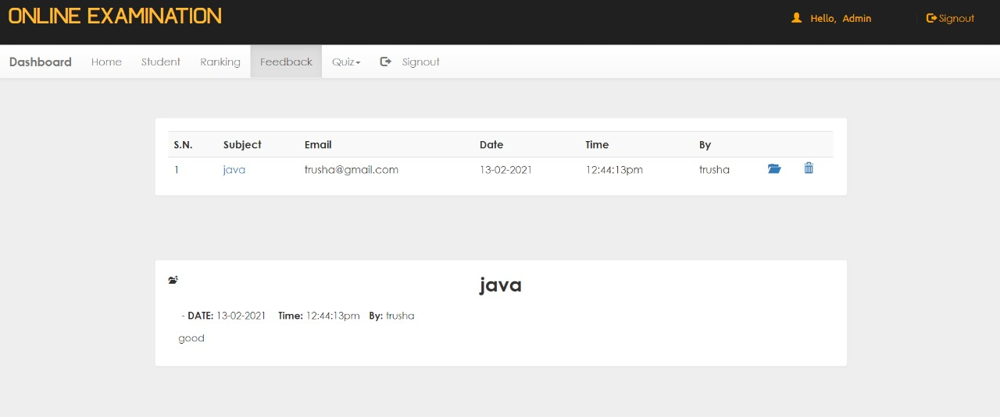 ONLINE EXAMINATION
Hello, Admin Signout
Dashboard Home Student Ranking Feedback Quiz Signout
S.N. Subject Email Date Time By
1 java trusha@gmail.com 13-02-2021 12:44:13pm trusha
java
- DATE: 13-02-2021 Time: 12:44:13pm By: trusha
good